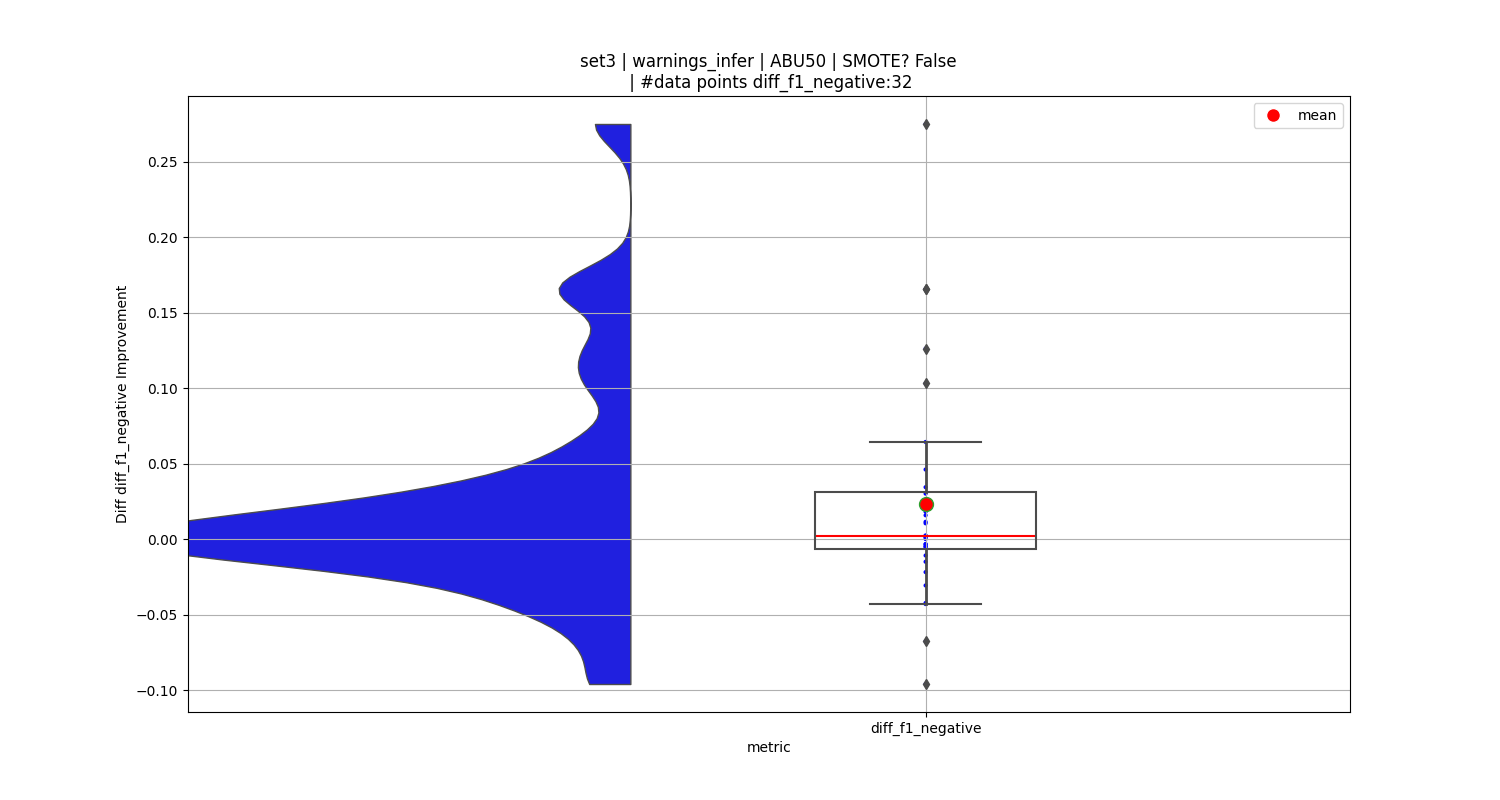 set3 | warnings_infer | ABU50 | SMOTE? False
| #data points diff_f1_negative:32
mean
0.25
0.20
0.15
0.10
0.05
0.00
−0.05
−0.10
Diff diff_f1_negative Improvement
diff_f1_negative
metric